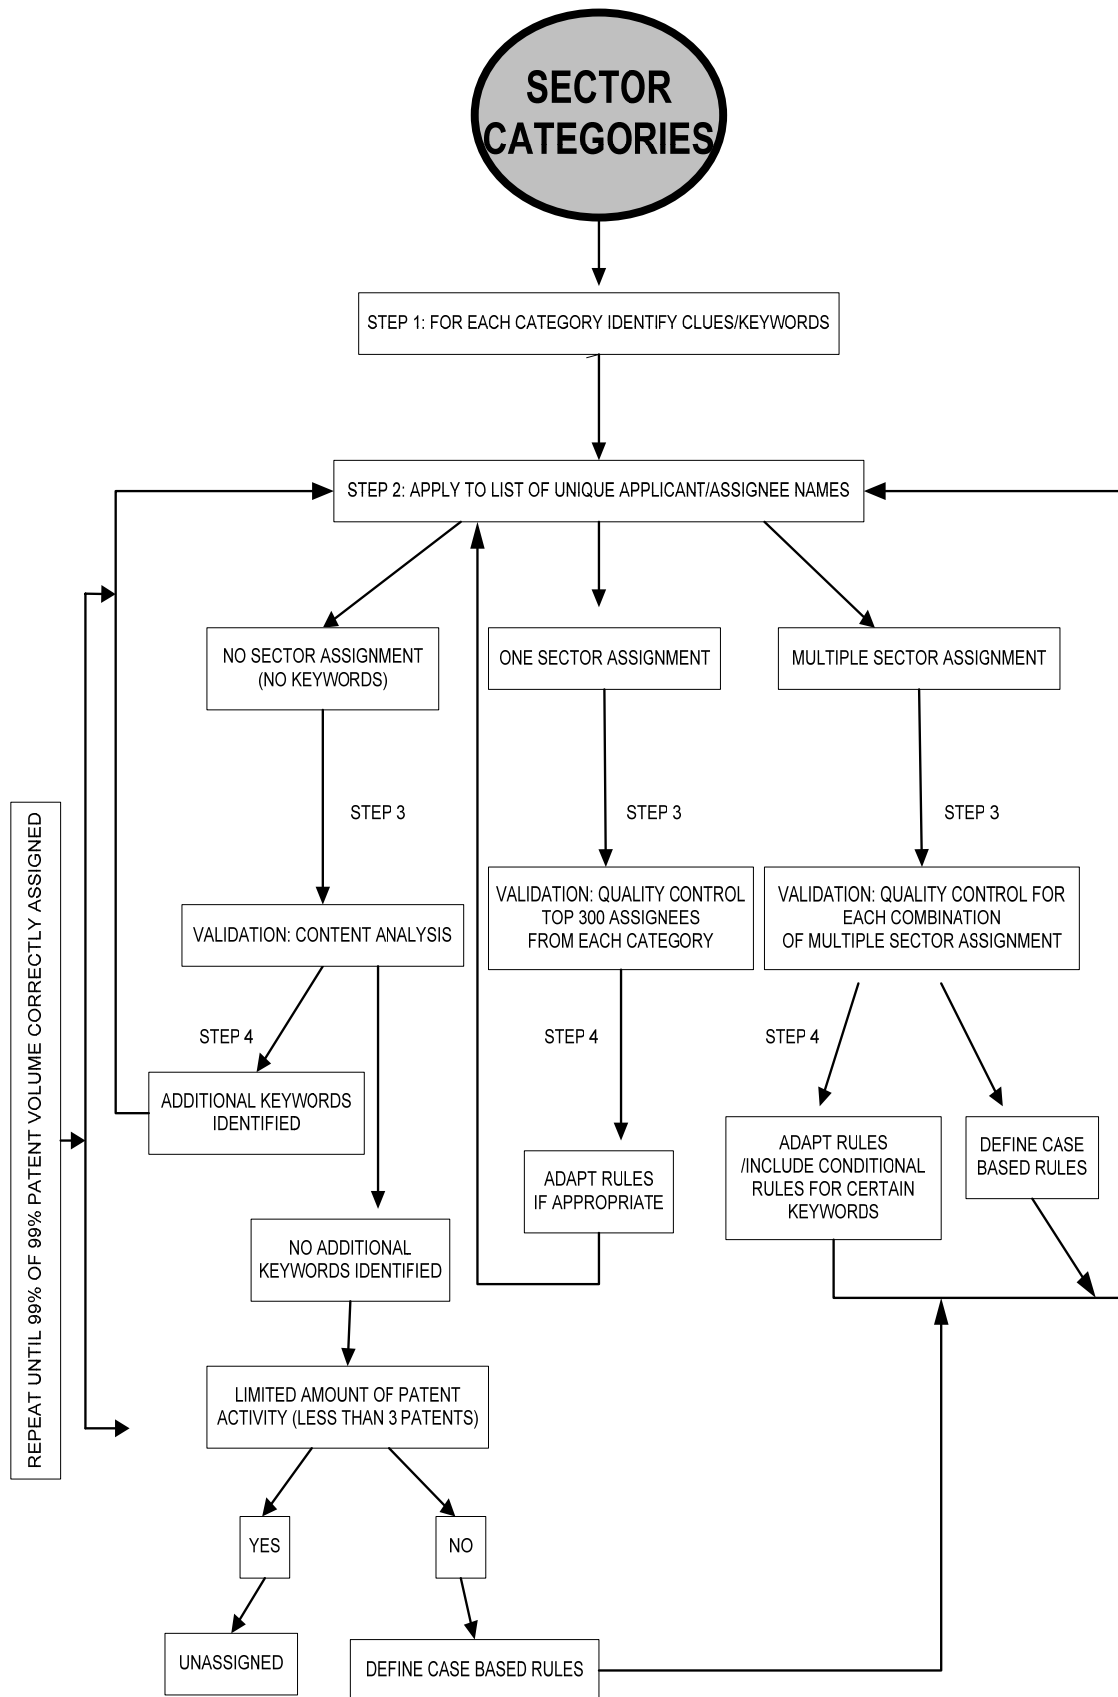 SECTOR
CATEGORIES
STEP 1: FOR EACH CATEGORY IDENTIFY CLUES/KEYWORDS
STEP 2: APPLY TO LIST OF UNIQUE APPLICANT/ASSIGNEE NAMES
NO SECTOR ASSIGNMENT
(NO KEYWORDS)
ONE SECTOR ASSIGNMENT
MULTIPLE SECTOR ASSIGNMENT
STEP 3
STEP 3
STEP 3
VALIDATION: CONTENT ANALYSIS
VALIDATION: QUALITY CONTROL
TOP 300 ASSIGNEES
FROM EACH CATEGORY
VALIDATION: QUALITY CONTROL FOR
EACH COMBINATION
OF MULTIPLE SECTOR ASSIGNMENT
STEP 4
STEP 4
STEP 4
ADDITIONAL KEYWORDS
IDENTIFIED
ADAPT RULES
IF APPROPRIATE
ADAPT RULES
/INCLUDE CONDITIONAL
RULES FOR CERTAIN
KEYWORDS
DEFINE CASE
BASED RULES
NO ADDITIONAL
KEYWORDS IDENTIFIED
REPEAT UNTIL 99% OF 99% PATENT VOLUME CORRECTLY ASSIGNED
LIMITED AMOUNT OF PATENT
ACTIVITY (LESS THAN 3 PATENTS)
YES
NO
UNASSIGNED
DEFINE CASE BASED RULES